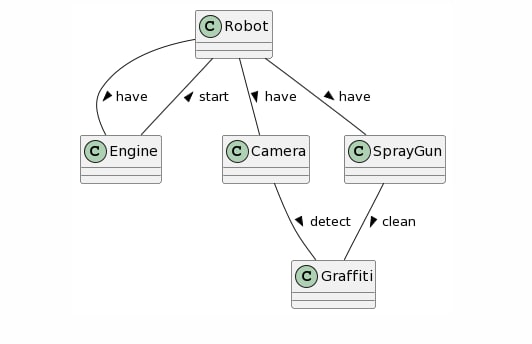 C Robot
have
start
have
have
C Engine
C Camera
C SprayGun
detect
clean
C Graffiti